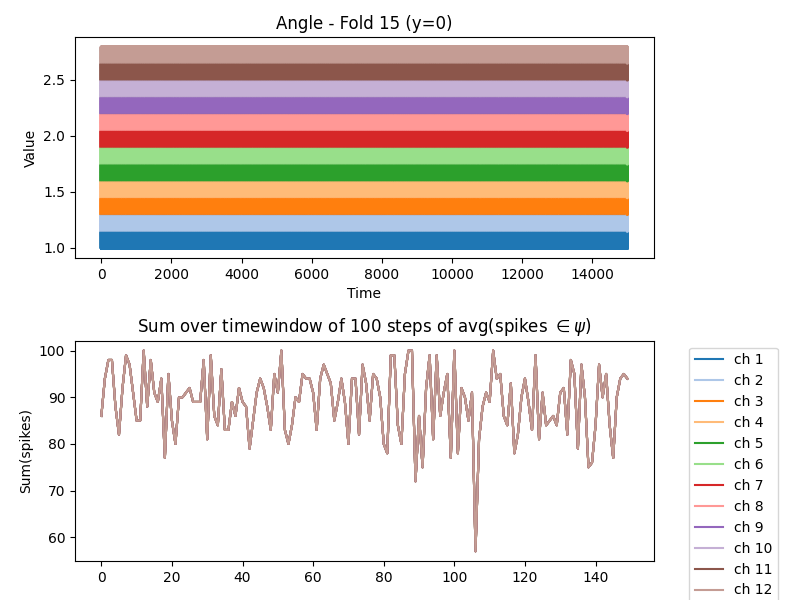 Angle - Fold 15 (y=0)
Value
2.5
2.0
1.5
1.0
0 2000 4000 6000 8000 10000 12000 14000
Time
Sum over timewindow of 100 steps of avg(spikes ∈ ψ)
Sum(spikes)
100
90
80
70
60
0 20 40 60 80 100 120 140
ch 1
ch 2
ch 3
ch 4
ch 5
ch 6
ch 7
ch 8
ch 9
ch 10
ch 11
ch 12